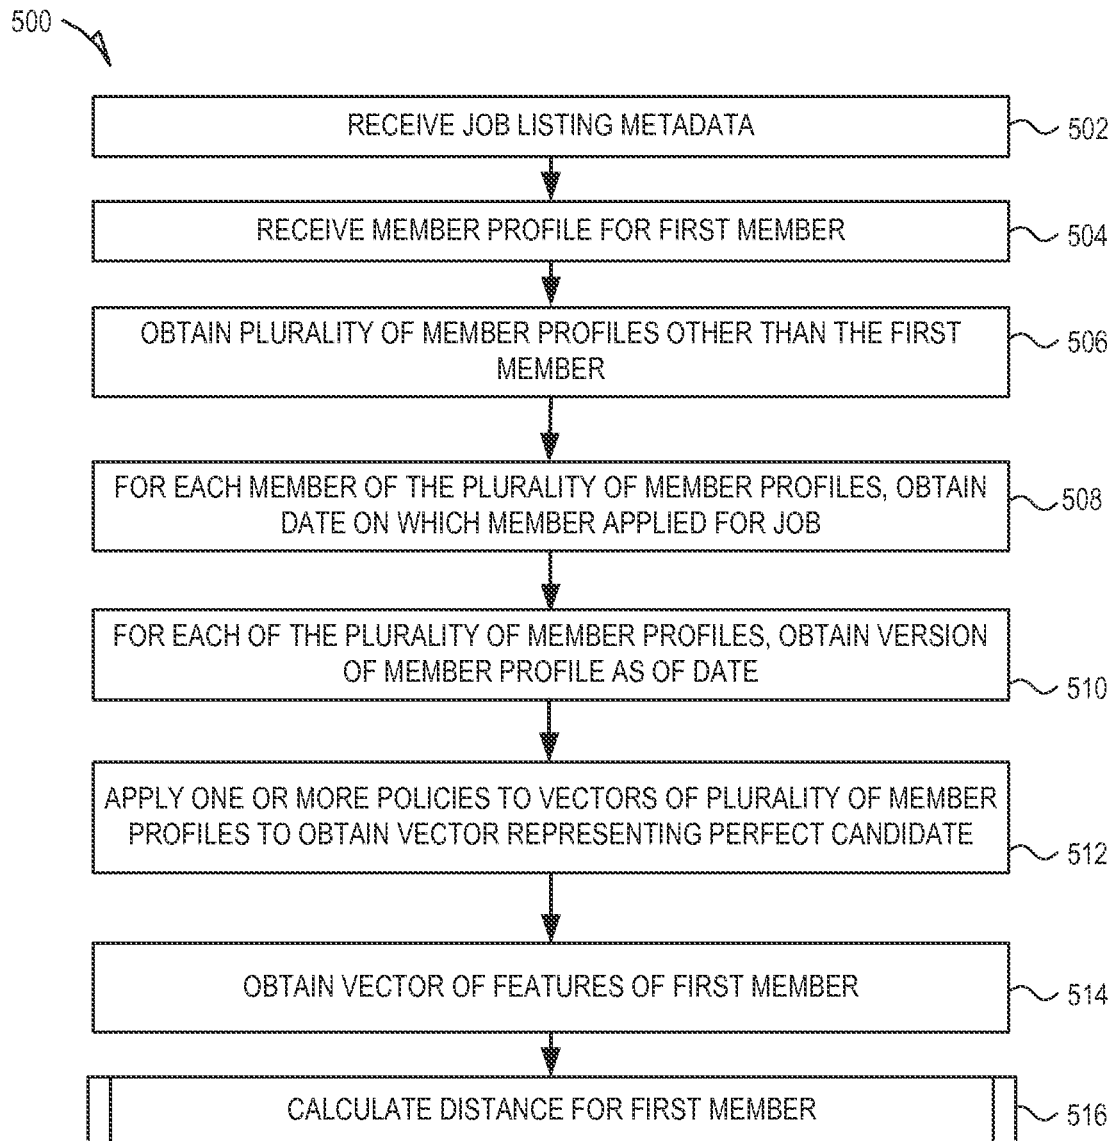 500
RECEIVE JOB LISTING METADATA
502
RECEIVE MEMBER PROFILE FOR FIRST MEMBER
504
OBTAIN PLURALITY OF MEMBER PROFILES OTHER THAN THE FIRST
MEMBER
506
FOR EACH MEMBER OF THE PLURALITY OF MEMBER PROFILES, OBTAIN
DATE ON WHICH MEMBER APPLIED FOR JOB
508
FOR EACH OF THE PLURALITY OF MEMBER PROFILES, OBTAIN VERSION
OF MEMBER PROFILE AS OF DATE
510
APPLY ONE OR MORE POLICIES TO VECTORS OF PLURALITY OF MEMBER
PROFILES TO OBTAIN VECTOR REPRESENTING PERFECT CANDIDATE
512
OBTAIN VECTOR OF FEATURES OF FIRST MEMBER
514
CALCULATE DISTANCE FOR FIRST MEMBER
516